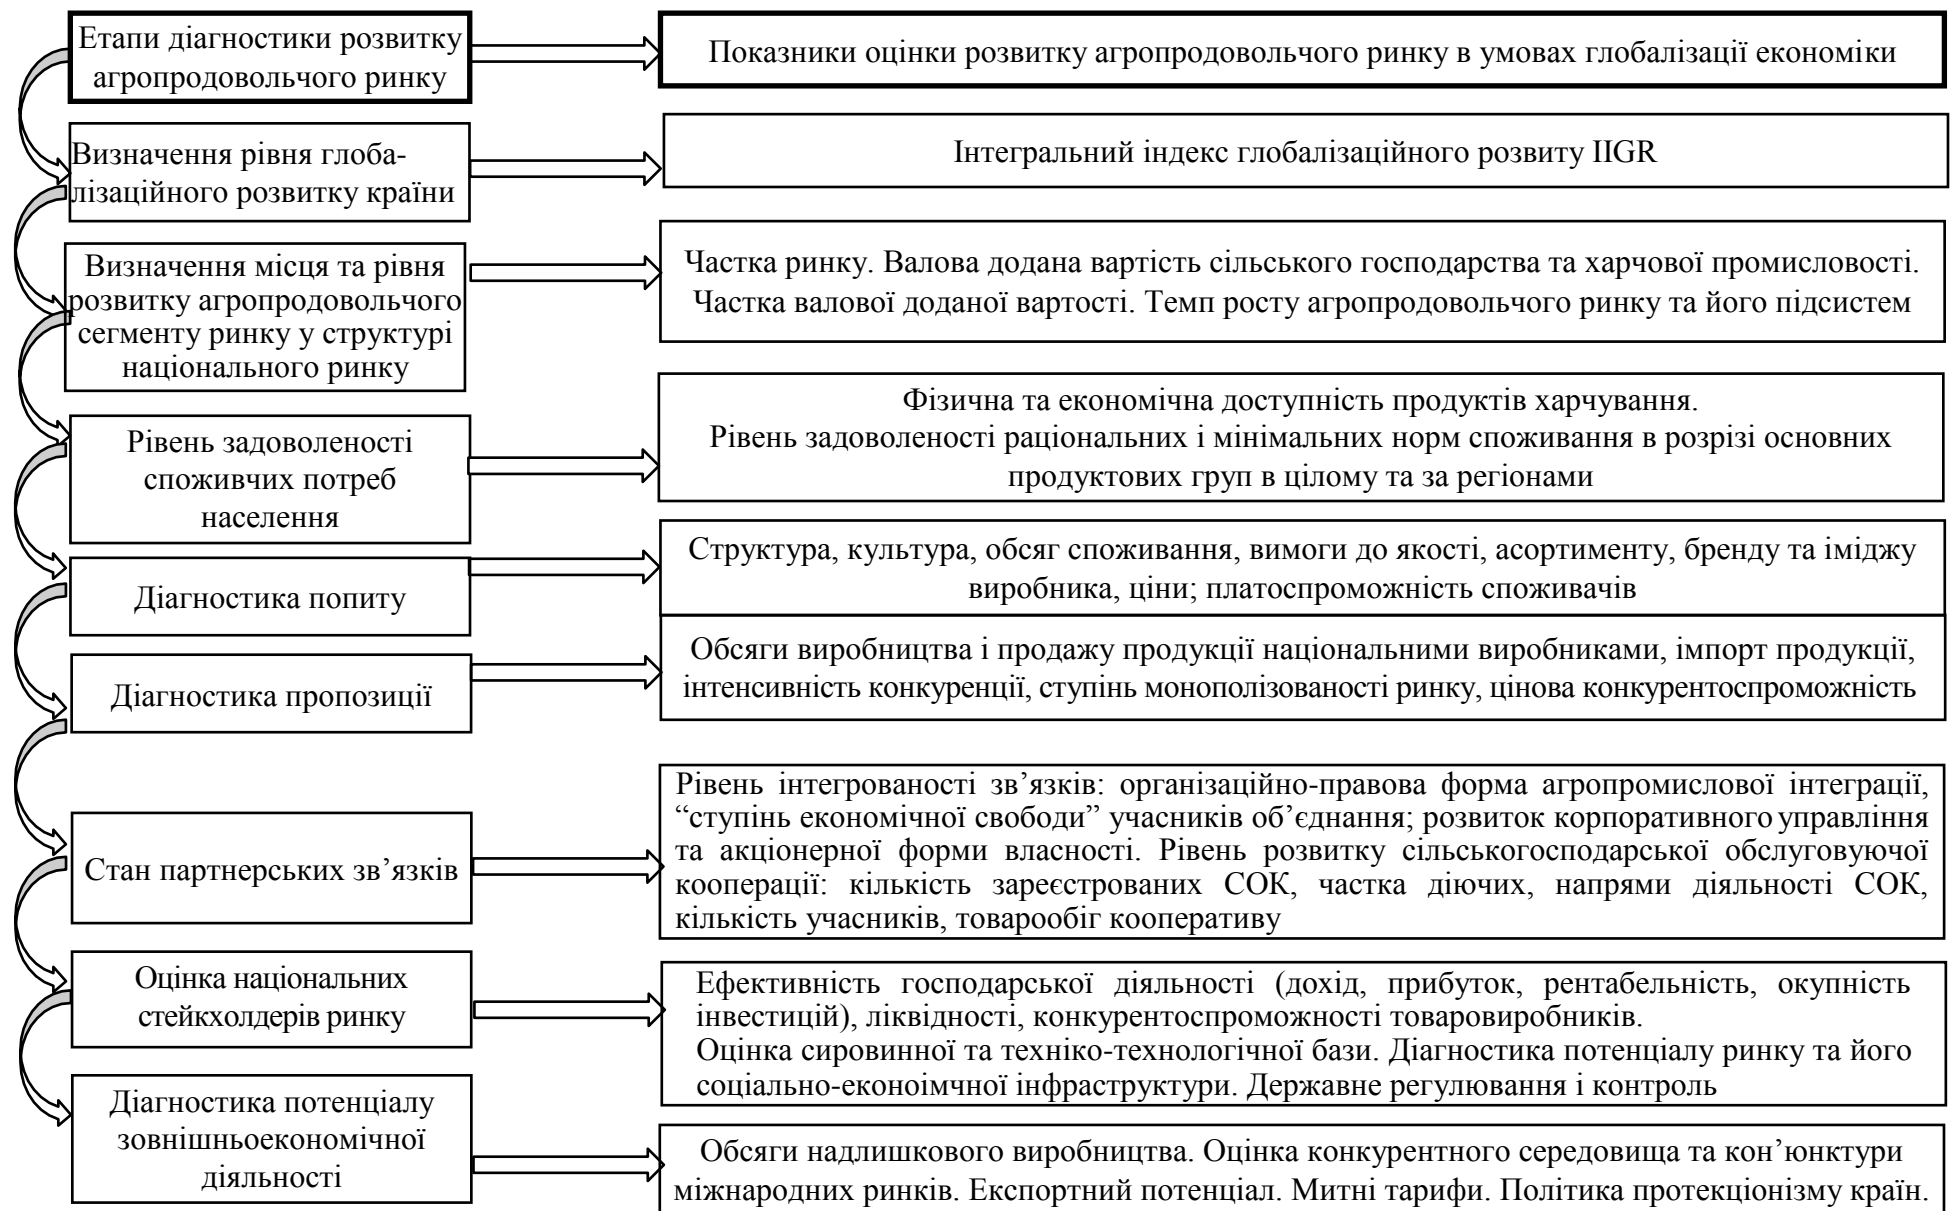 Етапи діагностики розвитку
агропродовольчого ринку
Показники оцінки розвитку агропродовольчого ринку в умовах глобалізації економіки
Визначення рівня глоба-
лізаційного розвитку країни
Інтегральний індекс глобалізаційного розвиту IIGR
Визначення місця та рівня
розвитку агропродовольчого
сегменту ринку у структурі
національного ринку
Частка ринку. Валова додана вартість сільського господарства та харчової промисловості.
Частка валової доданої вартості. Темп росту агропродовольчого ринку та його підсистем
Рівень задоволеності
споживчих потреб
населення
Фізична та економічна доступність продуктів харчування.
Рівень задоволеності раціональних і мінімальних норм споживання в розрізі основних
продуктових груп в цілому та за регіонами
Діагностика попиту
Структура, культура, обсяг споживання, вимоги до якості, асортименту, бренду та іміджу
виробника, ціни; платоспроможність споживачів
Діагностика пропозиції
Обсяги виробництва і продажу продукції національними виробниками, імпорт продукції,
інтенсивність конкуренції, ступінь монополізованості ринку, цінова конкурентоспроможність
Стан партнерських зв’язків
Рівень інтегрованості зв’язків: організаційно-правова форма агропромислової інтеграції,
“ступінь економічної свободи” учасників об’єднання; розвиток корпоративного управління
та акціонерної форми власності. Рівень розвитку сільськогосподарської обслуговуючої
кооперації: кількість зареєстрованих СОК, частка діючих, напрями діяльності СОК,
кількість учасників, товарообіг кооперативу
Оцінка національних
стейкхолдерів ринку
Ефективність господарської діяльності (дохід, прибуток, рентабельність, окупність
інвестицій), ліквідності, конкурентоспроможності товаровиробників.
Оцінка сировинної та техніко-технологічної бази. Діагностика потенціалу ринку та його
соціально-еконоімчної інфраструктури. Державне регулювання і контроль
Діагностика потенціалу
зовнішньоекономічної
діяльності
Обсяги надлишкового виробництва. Оцінка конкурентного середовища та кон’юнктури
міжнародних ринків. Експортний потенціал. Митні тарифи. Політика протекціонізму країн.